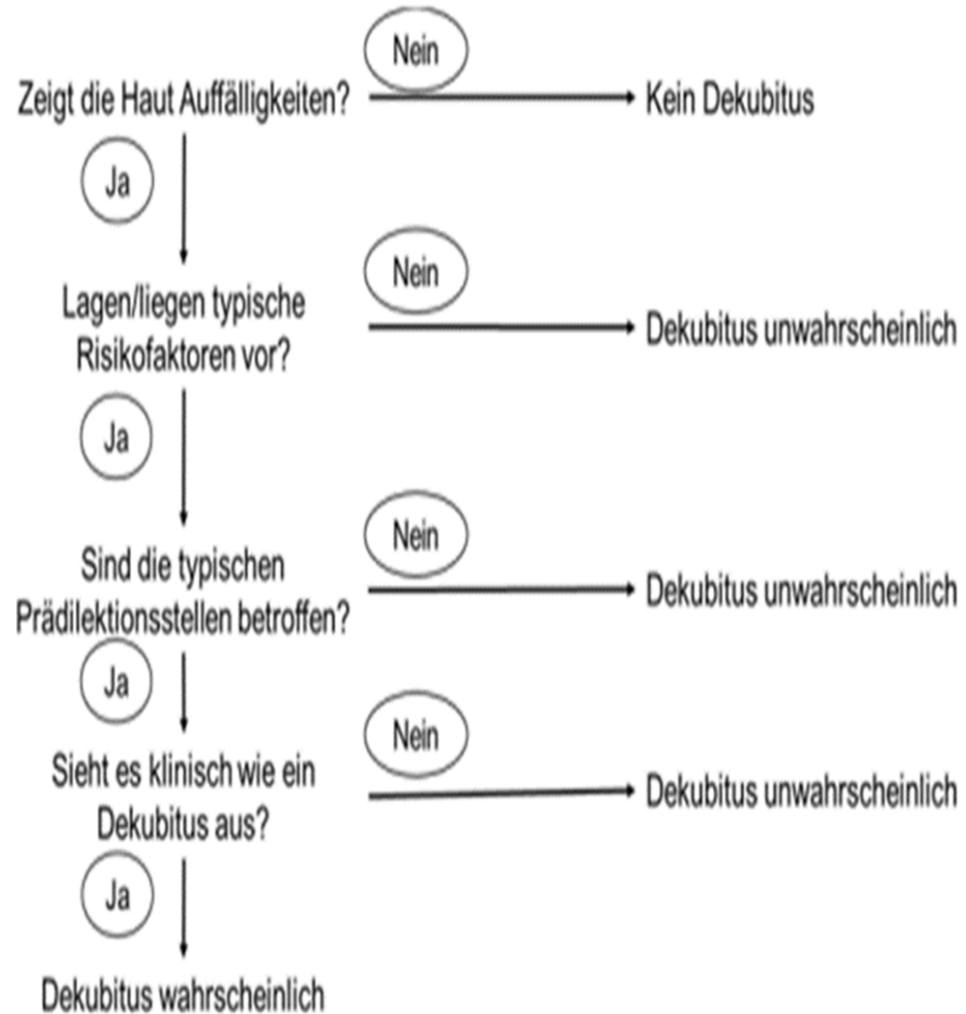 Nein
Zeigt die Haut Auffälligkeiten?
Kein Dekubitus
Ja
Nein
Lagen/liegen typische
Risikofaktoren vor?
Dekubitus unwahrscheinlich
Ja
Nein
Sind die typischen
Prädilektionsstellen betroffen?
Dekubitus unwahrscheinlich
Ja
Nein
Sieht es klinisch wie ein
Dekubitus aus?
Dekubitus unwahrscheinlich
Ja
Dekubitus wahrscheinlich